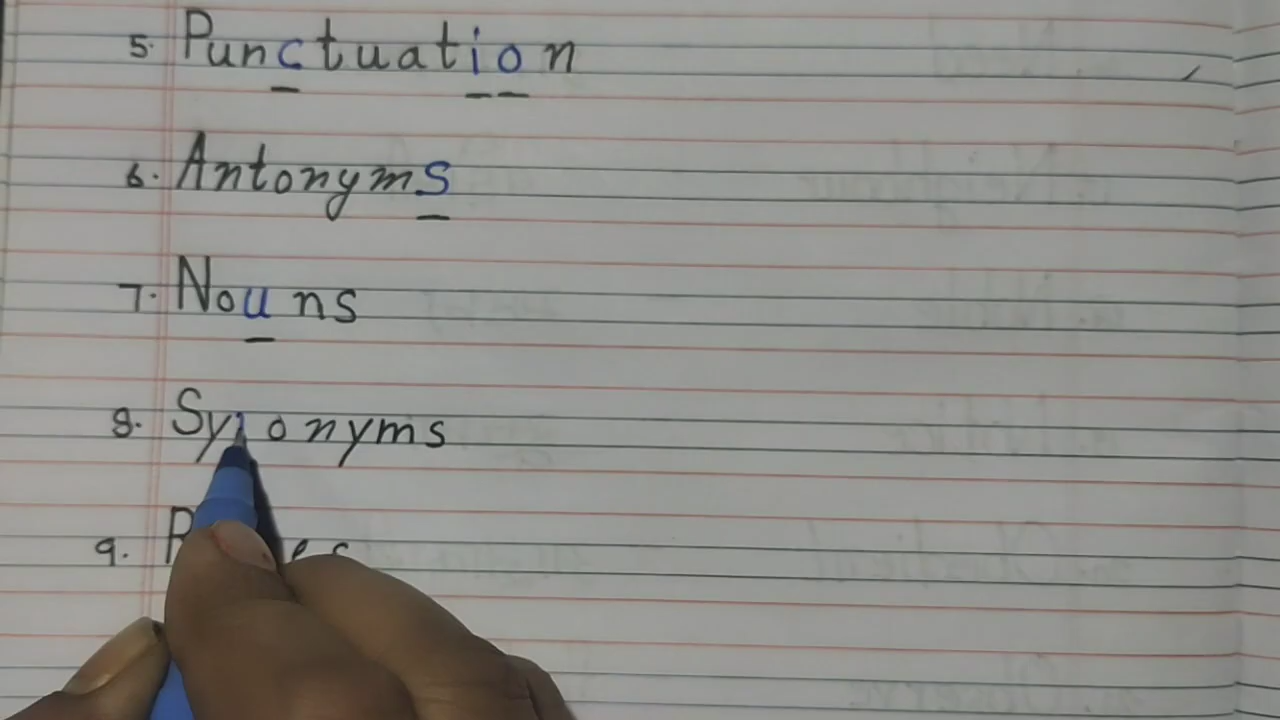 5. Punctuation
6. Antonyms
7. Nouns
8. Synonyms
9.